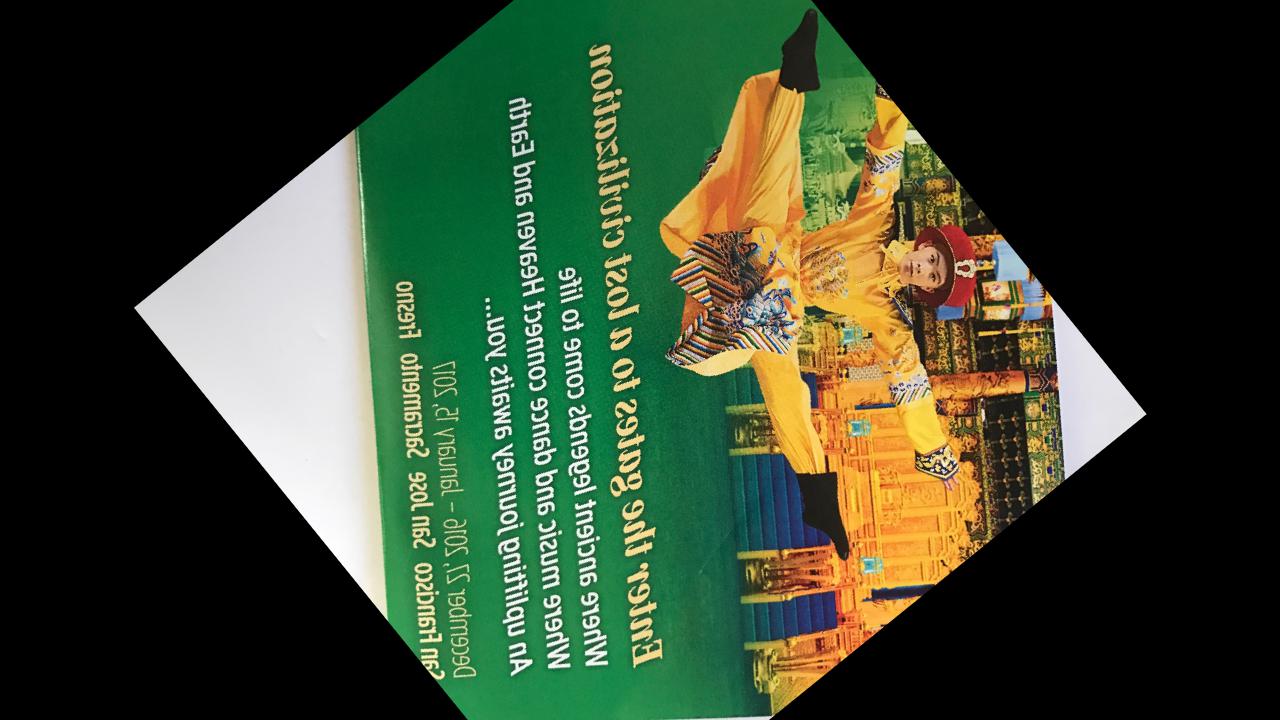 Enter the gates to a lost civilization
Where ancient legends come to life
Where music and dance connect Heaven and Earth
An uplifting journey awaits you...
December 27, 2016 – January 15, 2017
San Francisco San Jose Sacramento Fresno